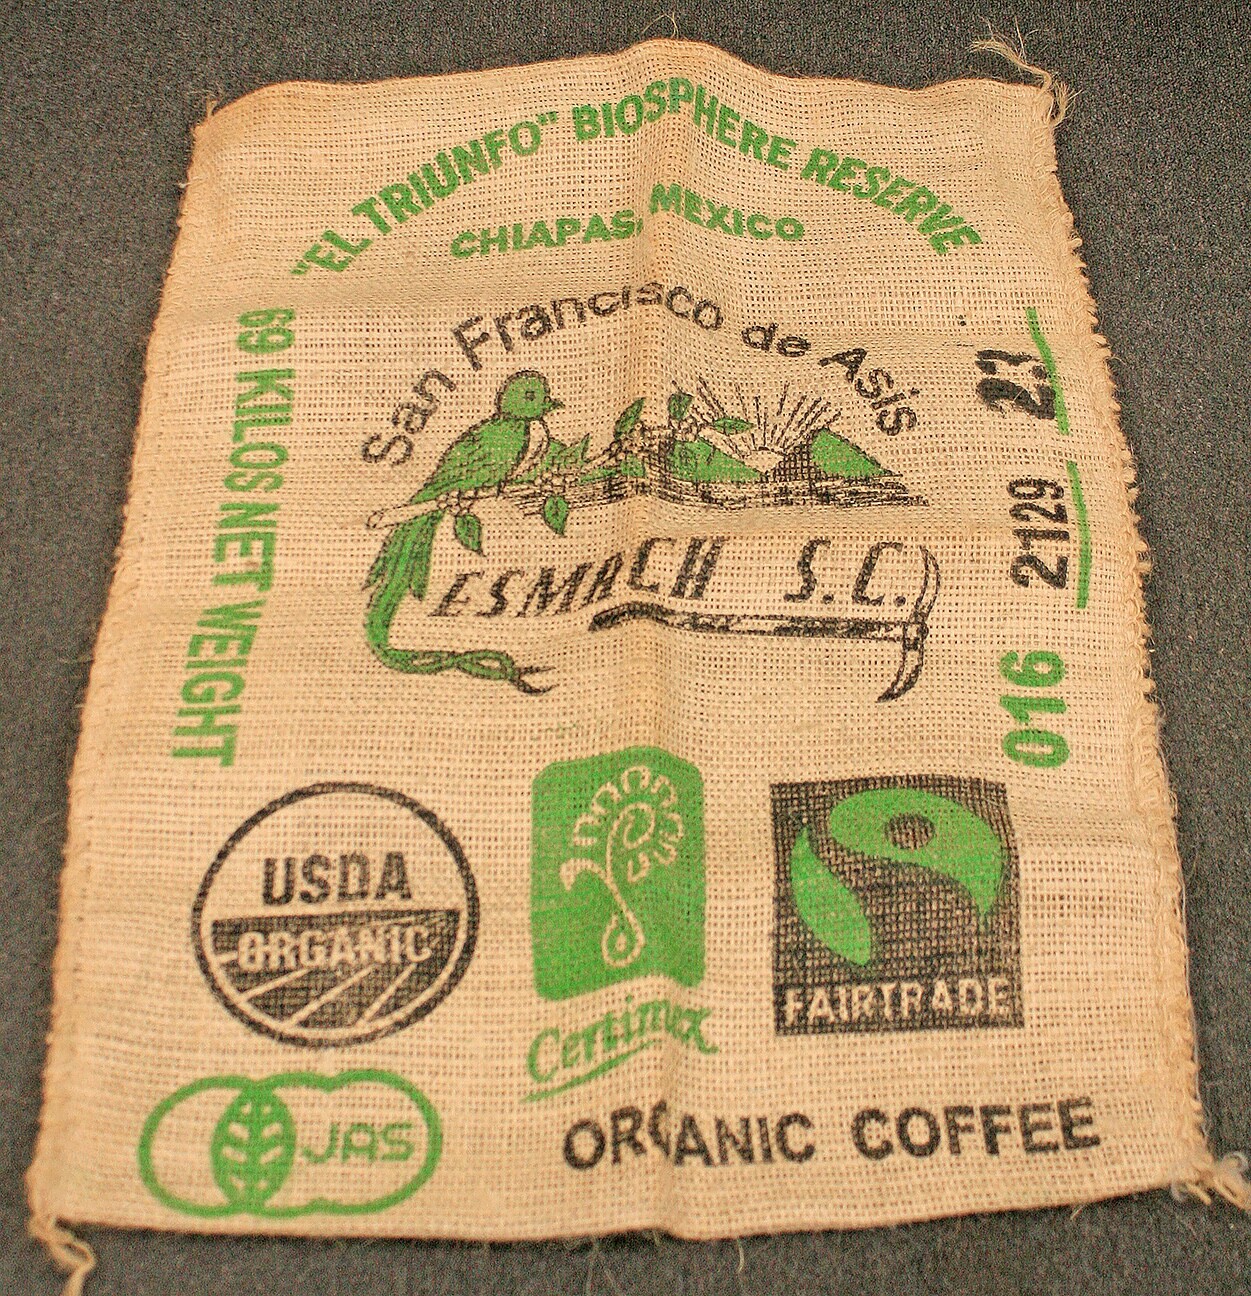 "EL TRIUNFO" BIOSPHERE RESERVE
CHIAPAS, MEXICO
San Francisco de Asis
ESMACH S.C.
69 KILOS NET WEIGHT
016 2129 23
USDA
ORGANIC
Certimex
FAIRTRADE
JAS
ORGANIC COFFEE